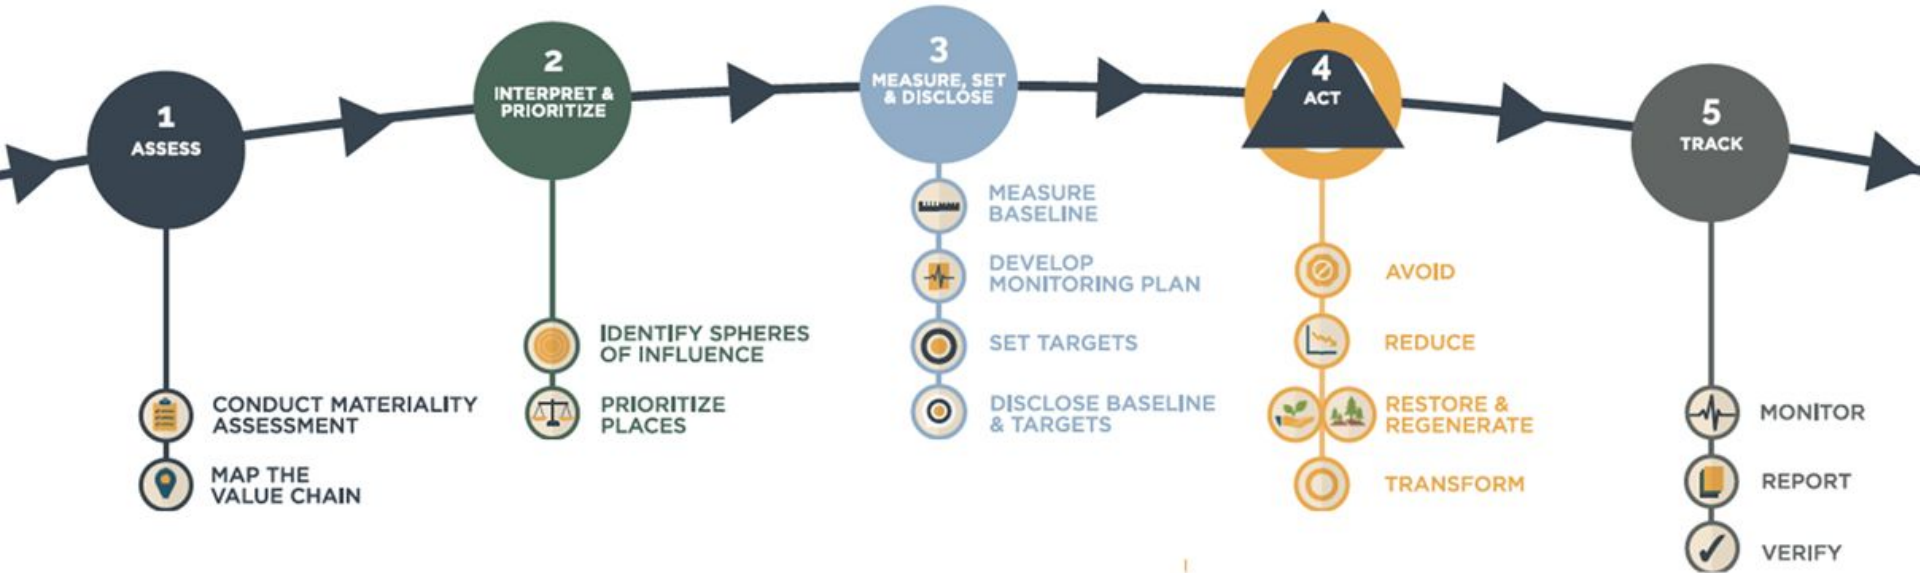 1
ASSESS
CONDUCT MATERIALITY
ASSESSMENT
MAP THE
VALUE CHAIN
2
INTERPRET &
PRIORITIZE
IDENTIFY SPHERES
OF INFLUENCE
PRIORITIZE
PLACES
3
MEASURE, SET
& DISCLOSE
MEASURE
BASELINE
DEVELOP
MONITORING PLAN
SET TARGETS
DISCLOSE BASELINE
& TARGETS
4
ACT
AVOID
REDUCE
RESTORE &
REGENERATE
TRANSFORM
5
TRACK
MONITOR
REPORT
VERIFY